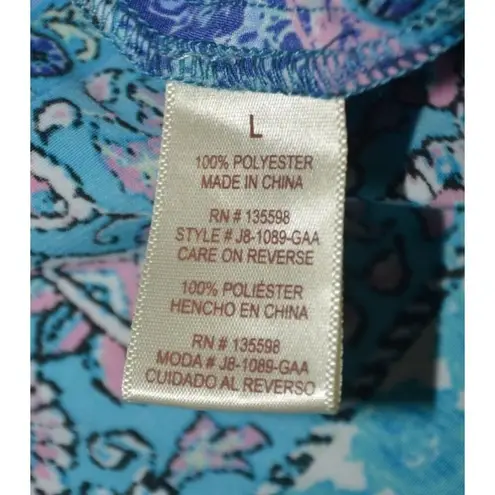 L
100% POLYESTER
MADE IN CHINA
RN # 135598
STYLE # J8-1089-GAA
CARE ON REVERSE
100% POLIÉSTER
HENCHO EN CHINA
RN # 135598
MODA # J8-1089-GAA
CUIDADO AL REVERSO